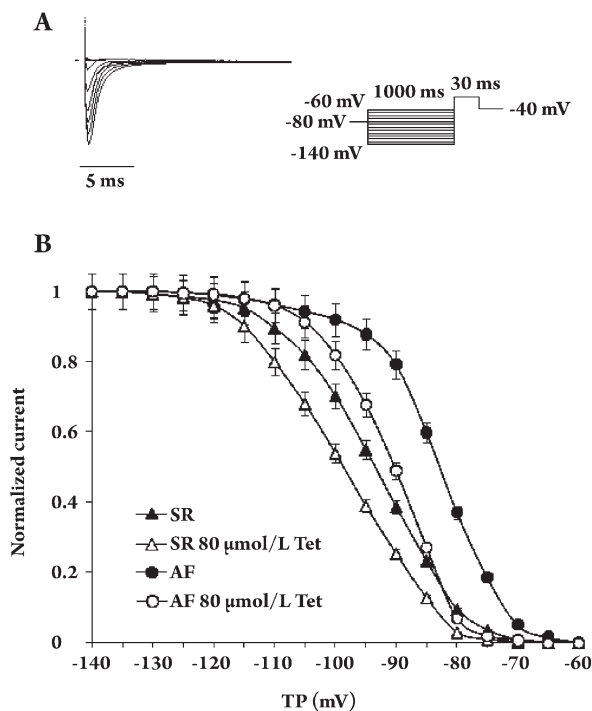 A
5 ms
1000 ms
30 ms
-60 mV
-80 mV
-40 mV
-140 mV
B
Normalized current
1
0.8
0.6
0.4
0.2
0
SR
SR 80 μmol/L Tet
AF
AF 80 μmol/L Tet
-140 -130 -120 -110 -100 -90 -80 -70 -60
TP (mV)